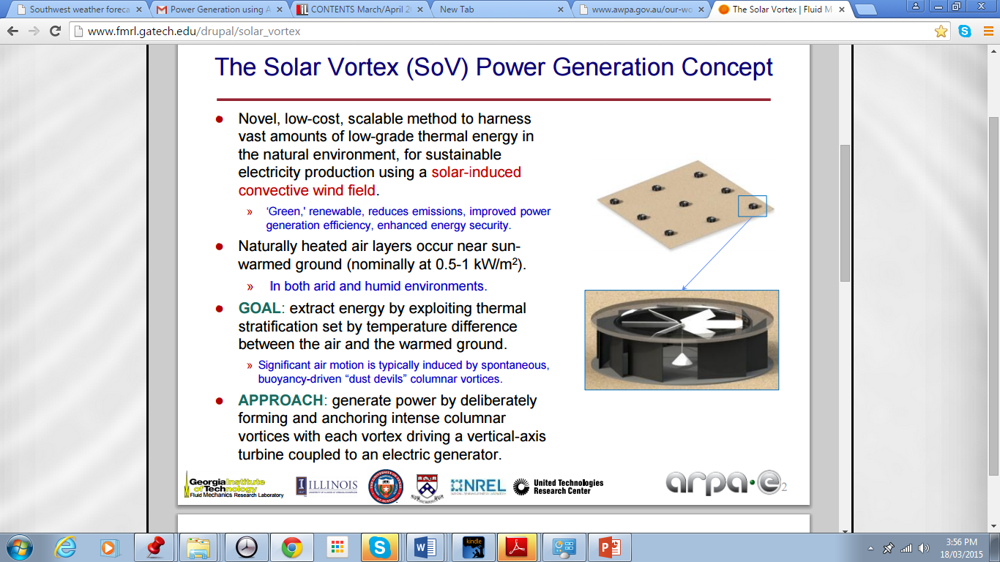 Southwest weather foreca
Power Generation using A
CONTENTS March/April 2
New Tab
www.awpa.gov.au/our-wo
The Solar Vortex | Fluid M
www.fmrl.gatech.edu/drupal/solar_vortex
The Solar Vortex (SoV) Power Generation Concept
Novel, low-cost, scalable method to harness
vast amounts of low-grade thermal energy in
the natural environment, for sustainable
electricity production using a solar-induced
convective wind field.
» ‘Green,' renewable, reduces emissions, improved power
generation efficiency, enhanced energy security.
Naturally heated air layers occur near sun-
warmed ground (nominally at 0.5-1 kW/m²).
» In both arid and humid environments.
GOAL: extract energy by exploiting thermal
stratification set by temperature difference
between the air and the warmed ground.
» Significant air motion is typically induced by spontaneous,
buoyancy-driven “dust devils” columnar vortices.
APPROACH: generate power by deliberately
forming and anchoring intense columnar
vortices with each vortex driving a vertical-axis
turbine coupled to an electric generator.
Georgia Institute
of Technology
Fluid Mechanics Research Laboratory
ILLINOIS
NREL
United Technologies
Research Center
arpa·e
2
kindle
3:56 PM
18/03/2015